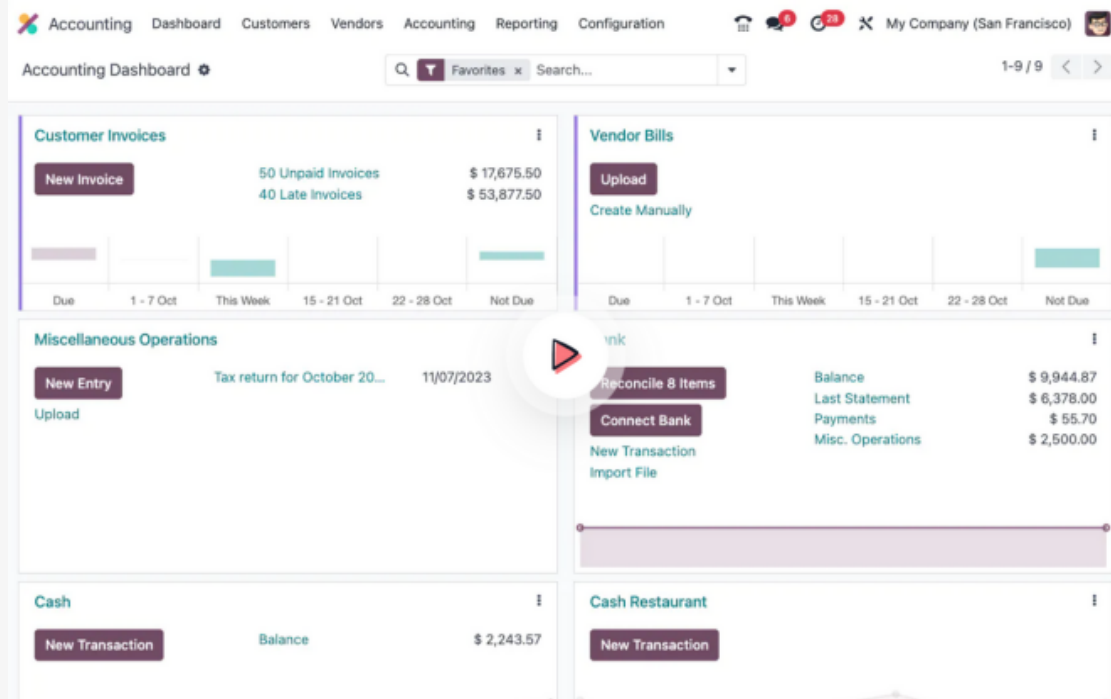 Accounting Dashboard Customers Vendors Accounting Reporting Configuration 6 28 My Company (San Francisco)
Accounting Dashboard Favorites × Search... 1-9 / 9
Customer Invoices
New Invoice
50 Unpaid Invoices $ 17,675.50
40 Late Invoices $ 53,877.50
Due 1 - 7 Oct This Week 15 - 21 Oct 22 - 28 Oct Not Due
Vendor Bills
Upload
Create Manually
Due 1 - 7 Oct This Week 15 - 21 Oct 22 - 28 Oct Not Due
Miscellaneous Operations
New Entry Tax return for October 20... 11/07/2023
Upload
nk
Reconcile 8 Items
Connect Bank
New Transaction
Import File
Balance $ 9,944.87
Last Statement $ 6,378.00
Payments $ 55.70
Misc. Operations $ 2,500.00
Cash
New Transaction Balance $ 2,243.57
Cash Restaurant
New Transaction